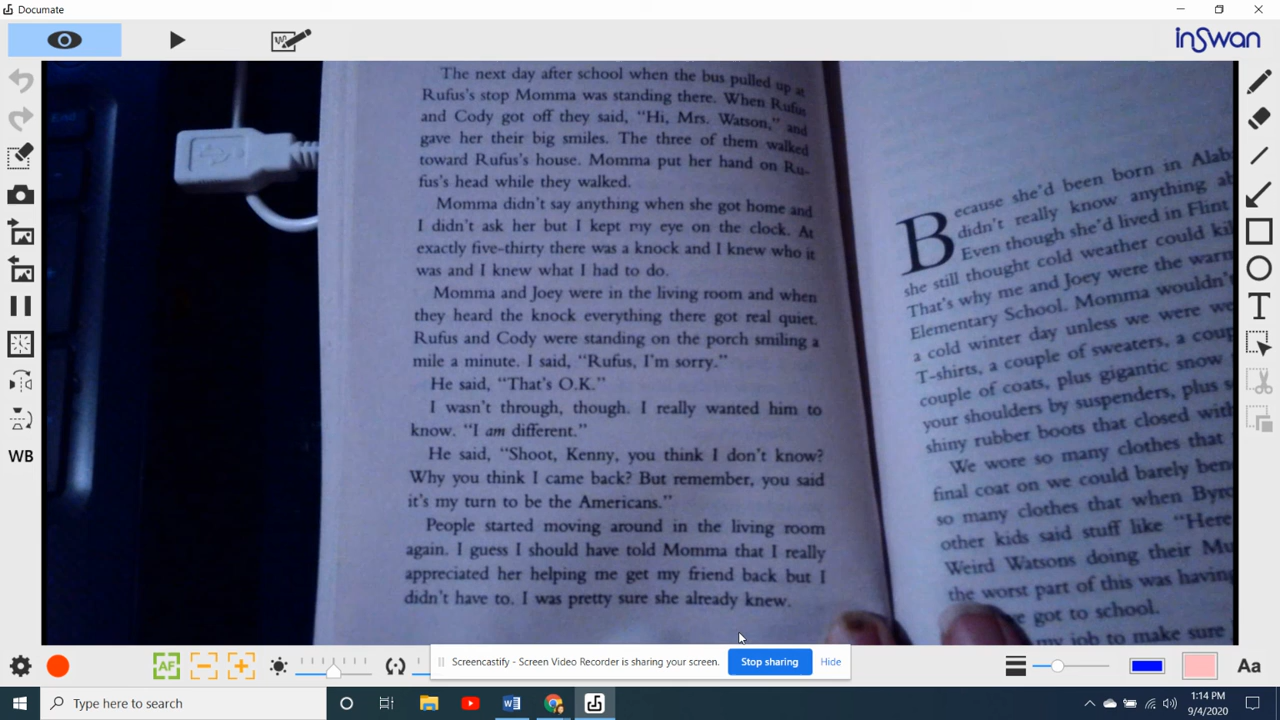 Documate
inswan
The next day after school when the bus pulled up at
Rufus's stop Momma was standing there. When Rufus
and Cody got off they said, "Hi, Mrs. Watson," and
gave her their big smiles. The three of them walked
toward Rufus's house. Momma put her hand on Ru-
fus's head while they walked.
Momma didn't say anything when she got home and
I didn't ask her but I kept my eye on the clock. At
exactly five-thirty there was a knock and I knew who it
was and I knew what I had to do.
Momma and Joey were in the living room and when
they heard the knock everything there got real quiet.
Rufus and Cody were standing on the porch smiling a
mile a minute. I said, "Rufus, I'm sorry."
He said, "That's O.K."
I wasn't through, though. I really wanted him to
know. "I am different."
He said, "Shoot, Kenny, you think I don't know?
Why you think I came back? But remember, you said
it's my turn to be the Americans."
People started moving around in the living room
again. I guess I should have told Momma that I really
appreciated her helping me get my friend back but I
didn't have to. I was pretty sure she already knew.
Because she'd been born in
didn't really know anything
Even though she'd lived in Flint
she still thought cold weather could
That's why me and Joey were the
Elementary School. Momma wouldn'
a cold winter day unless we were
T-shirts, a couple of sweaters, a
couple of coats, plus gigantic snow
your shoulders by suspenders, plus
shiny rubber boots that closed
We wore so many clothes that
final coat on we could barely
so many clothes that when
other kids said stuff like "Here
Weird Watsons doing their
the worst part of this was having
got to school.
my job to make sure
End
WB
T
AF
Screencastify - Screen Video Recorder is sharing your screen.
Stop sharing
Hide
Aa
Type here to search
1:14 PM
9/4/2020